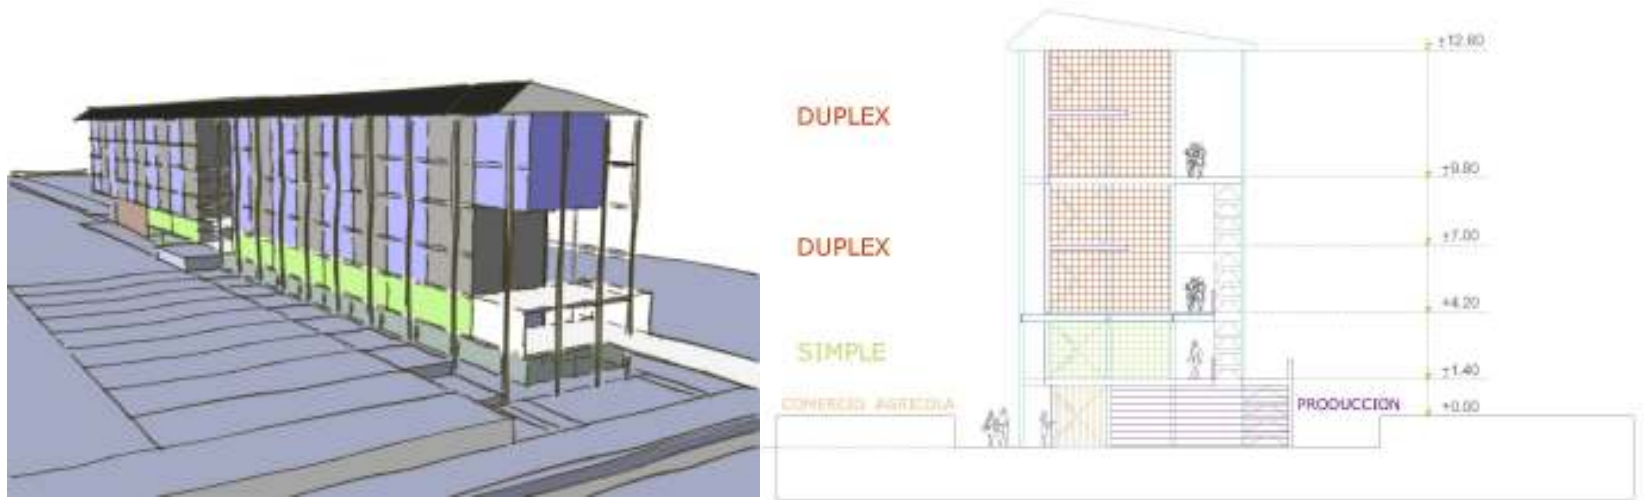 ±12.60
DUPLEX
±9.80
DUPLEX
±7.00
+4.20
SIMPLE
±1.40
COMERCIO AGRICOLA
PRODUCCION
+0.00